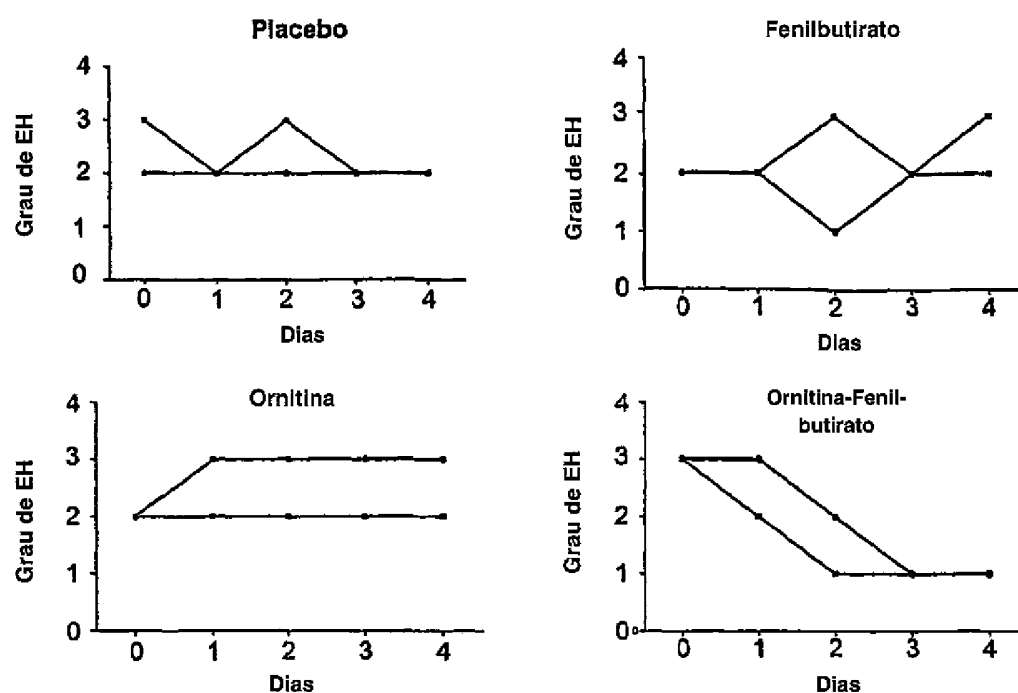 Placebo
4
3
2
1
0
Grau de EH
0 1 2 3 4
Dias
Fenilbutirato
4
3
2
1
0
Grau de EH
0 1 2 3 4
Dias
Ornitina
4
3
2
1
0
Grau de EH
0 1 2 3 4
Dias
Ornitina-Fenil-
butirato
4
3
2
1
0
Grau de EH
0 1 2 3 4
Dias